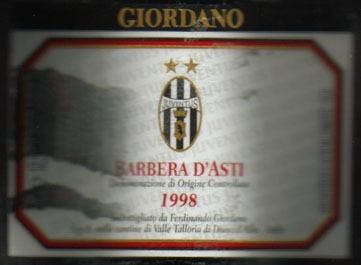 GIORDANO
JUVENTUS
BARBERA D'ASTI
Denominazione di Origine Controllata
1998
Imbottigliato da Ferdinando Giordano
nelle cantine di Valle Talloria di Diano d'Alba - Italia